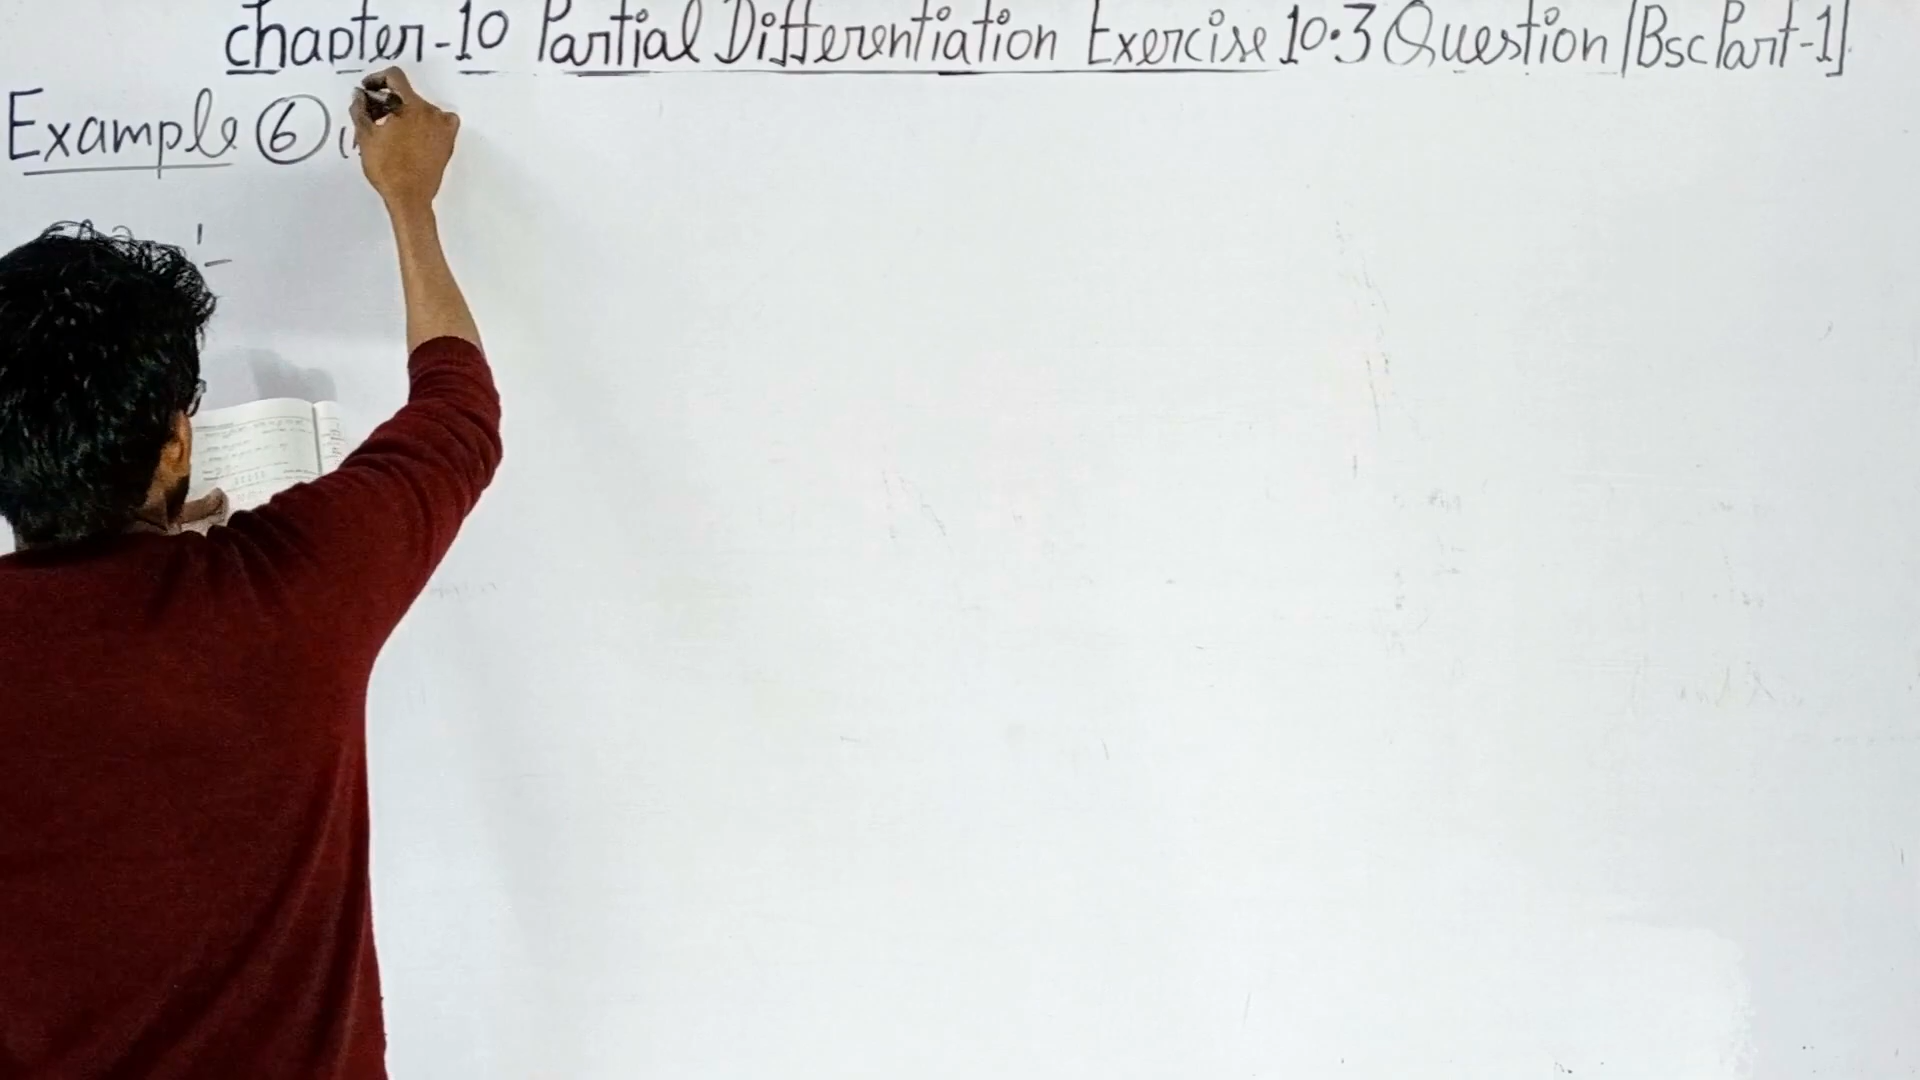 Chapter-10 Partial Differentiation Exercise 10.3 Question [Bsc Part-1]
Example 6 (